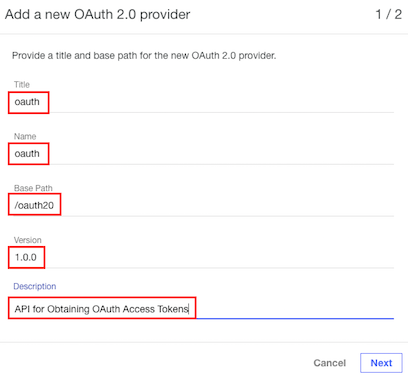 Add a new OAuth 2.0 provider 1 / 2
Provide a title and base path for the new OAuth 2.0 provider.
Title
oauth
Name
oauth
Base Path
/oauth20
Version
1.0.0
Description
API for Obtaining OAuth Access Tokens
Cancel Next